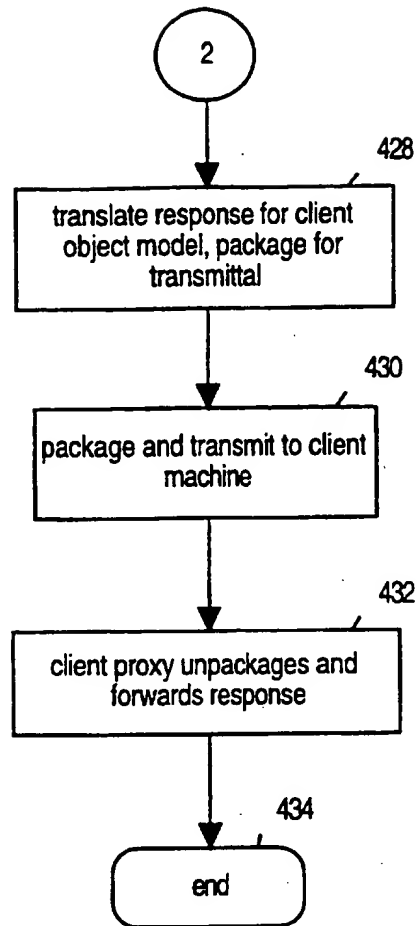 2
428
translate response for client
object model, package for
transmittal
430
package and transmit to client
machine
432
client proxy unpackages and
forwards response
434
end